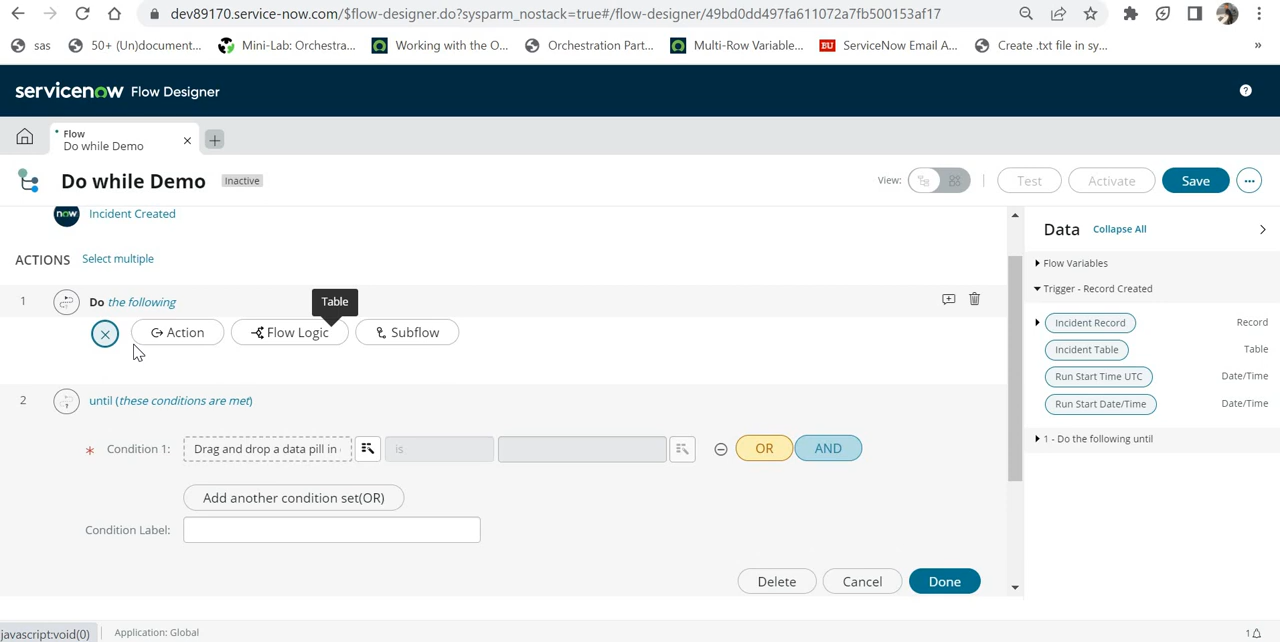 dev89170.service-now.com/$flow-designer.do?sysparm_nostack=true#/flow-designer/49bd0dd497fa611072a7fb500153af17
sas 50+ (Un)document... Mini-Lab: Orchestra... Working with the O... Orchestration Part... Multi-Row Variable... BU ServiceNow Email A... Create .txt file in sy... »
servicenow Flow Designer ?
Flow
Do while Demo
Do while Demo Inactive View: Test Activate Save ...
now Incident Created
Data Collapse All
ACTIONS Select multiple
Flow Variables
Trigger - Record Created
1 Do the following
Table
Action Flow Logic Subflow
Incident Record Record
Incident Table Table
Run Start Time UTC Date/Time
Run Start Date/Time Date/Time
2 until (these conditions are met)
1 - Do the following until
* Condition 1: Drag and drop a data pill in is OR AND
Add another condition set(OR)
Condition Label:
Delete Cancel Done
javascript:void(0) Application: Global 1